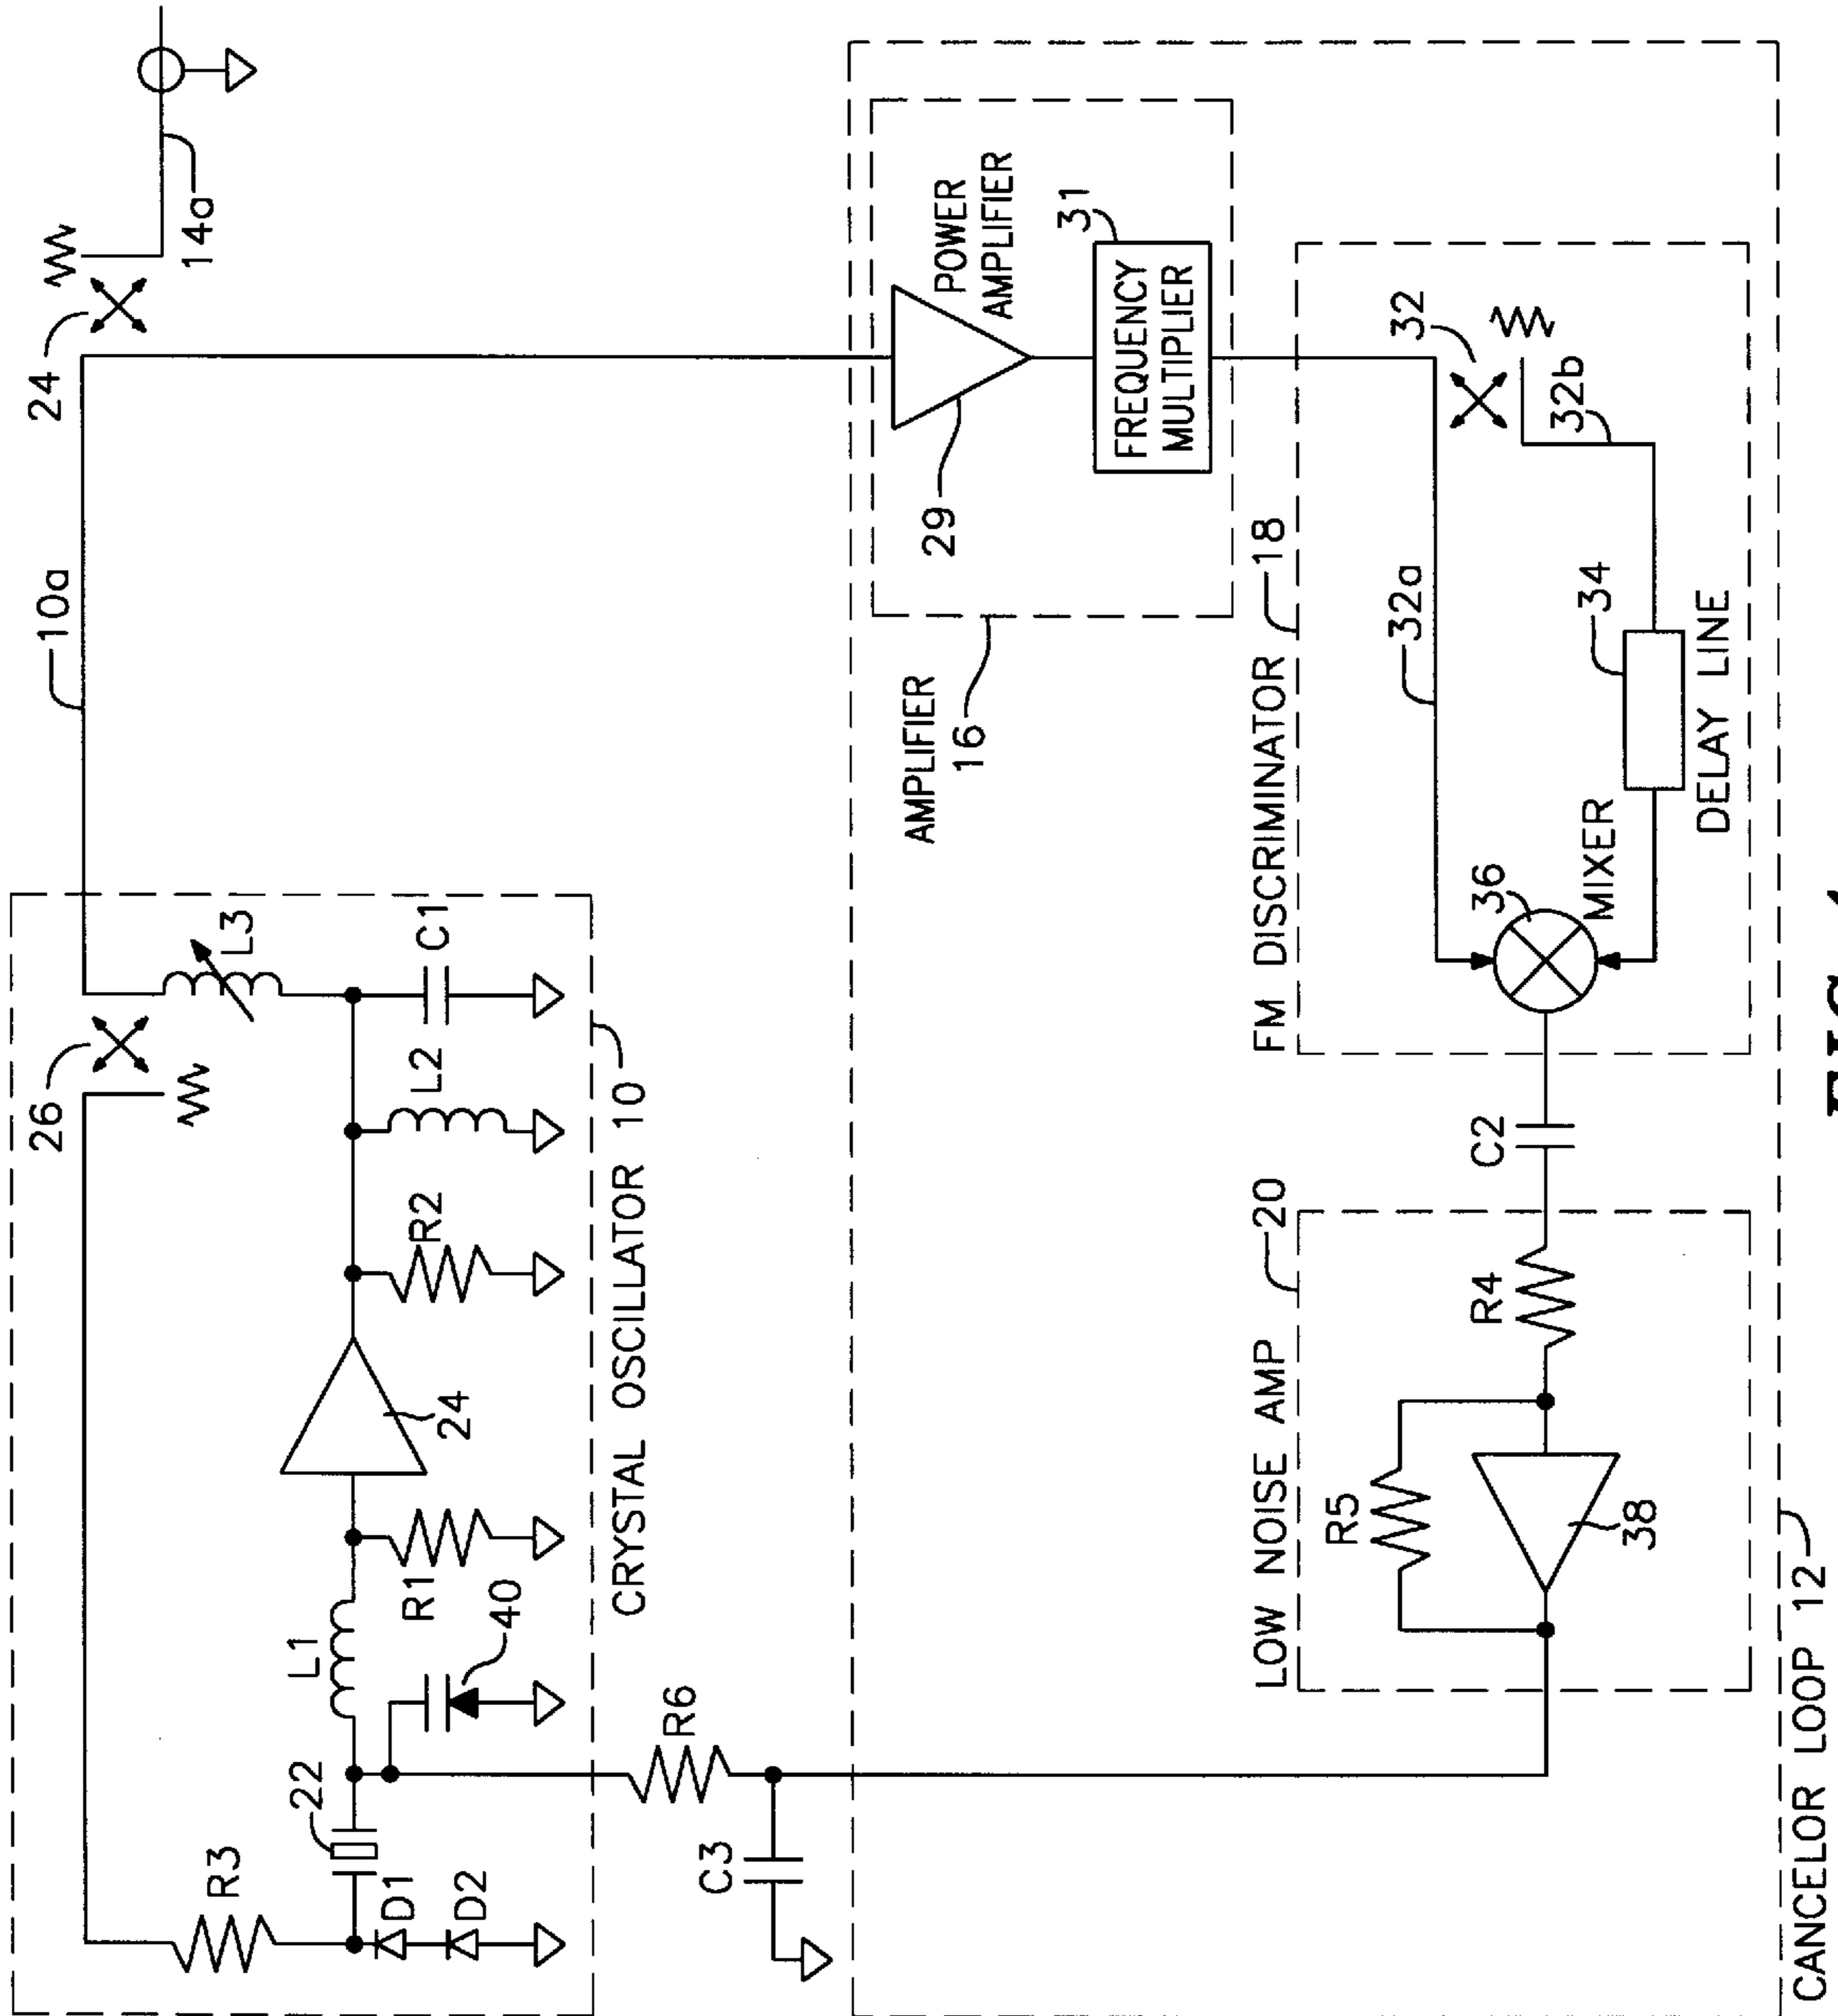 26
10a
24
14a
L3
R3
22
D1
D2
L1
R1
40
24
R2
L2
C1
CRYSTAL OSCILLATOR 10
C3
R6
AMPLIFIER
16
29
POWER
AMPLIFIER
31
FREQUENCY
MULTIPLIER
LOW NOISE AMP
20
R5
38
R4
C2
FM DISCRIMINATOR
18
36
MIXER
32a
32
32b
34
DELAY LINE
CANCELOR LOOP 12